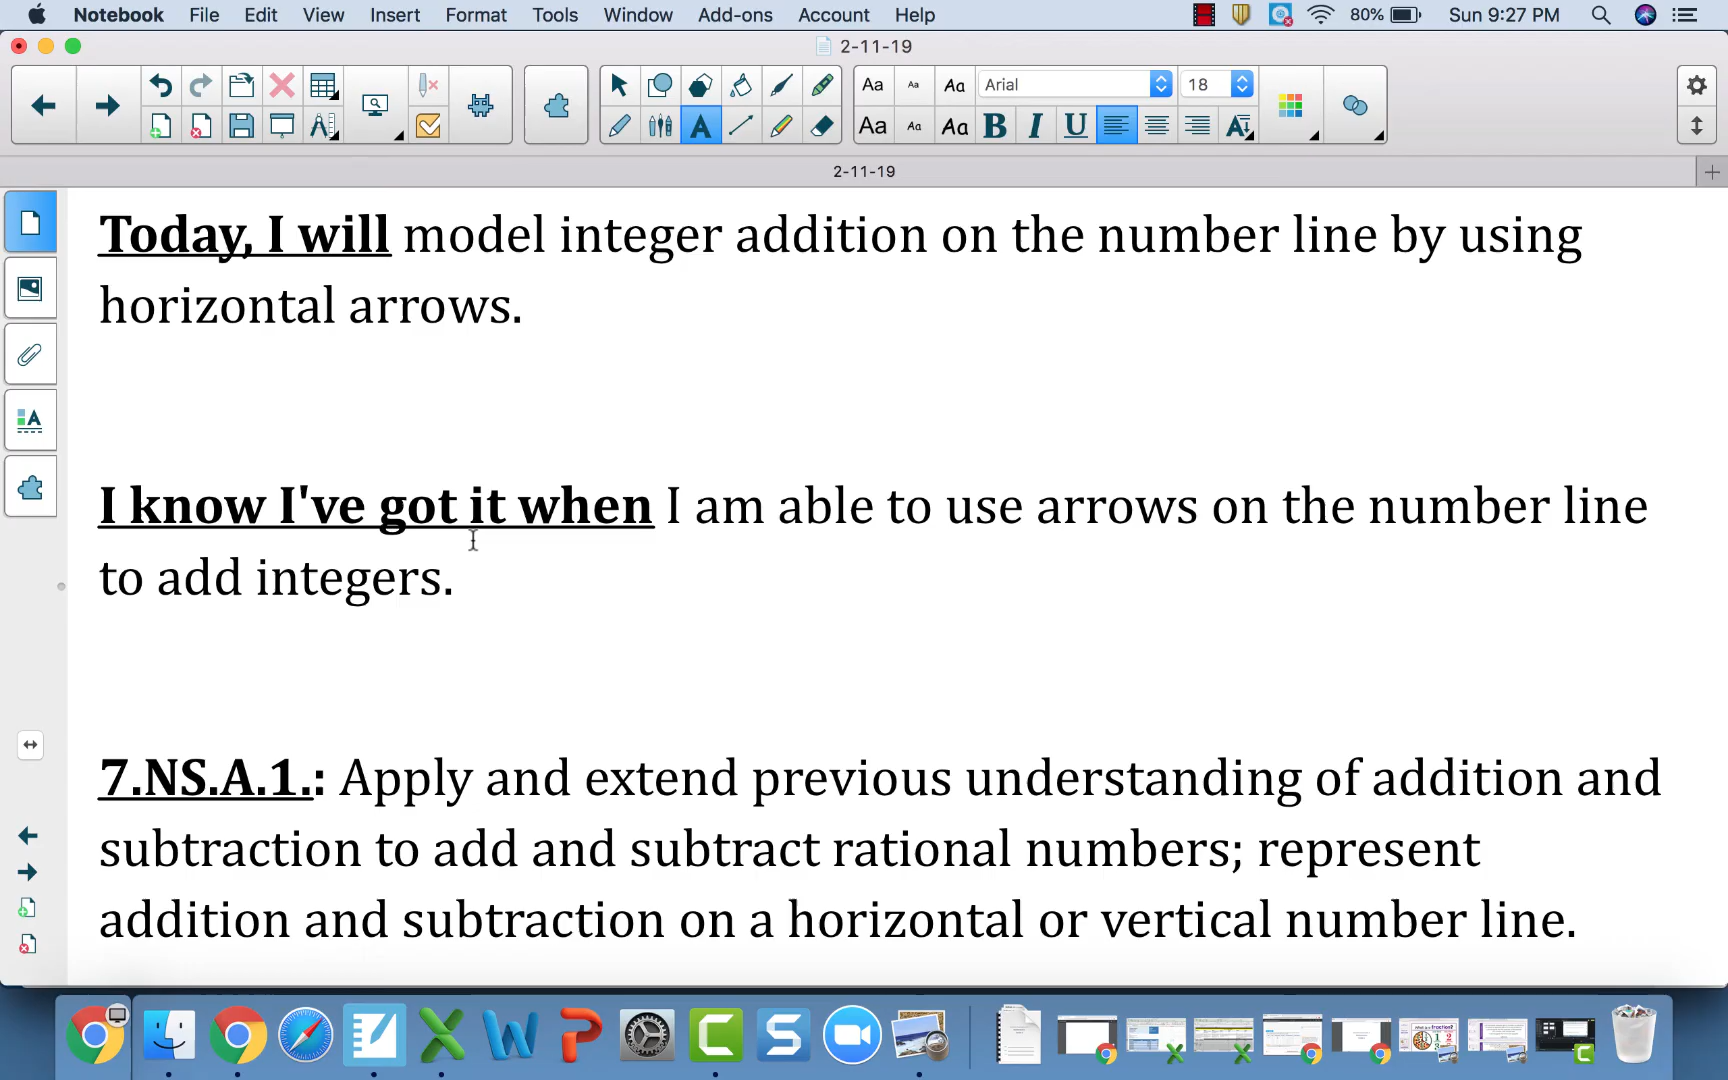 Notebook File Edit View Insert Format Tools Window Add-ons Account Help 80% Sun 9:27 PM
2-11-19
Aa Aa Aa Arial 18
Aa Aa Aa B I U
2-11-19
Today, I will model integer addition on the number line by using
horizontal arrows.
I know I've got it when I am able to use arrows on the number line
to add integers.
7.NS.A.1.: Apply and extend previous understanding of addition and
subtraction to add and subtract rational numbers; represent
addition and subtraction on a horizontal or vertical number line.